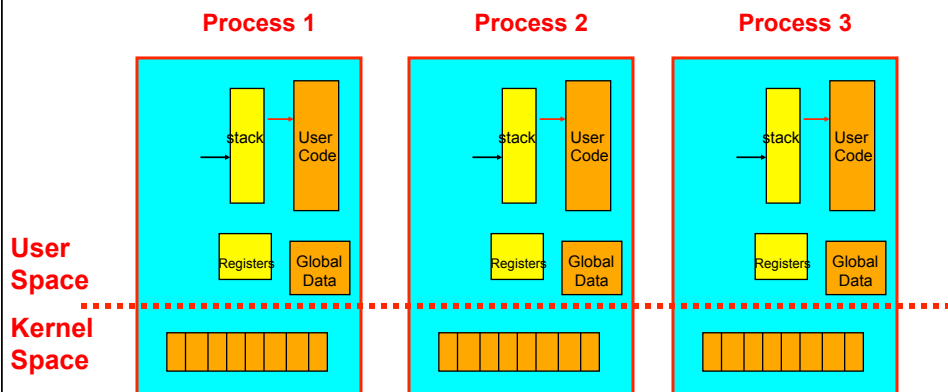 Process 1
Process 2
Process 3
stack
User
Code
stack
User
Code
stack
User
Code
Registers
Global
Data
Registers
Global
Data
Registers
Global
Data
User
Space
Kernel
Space